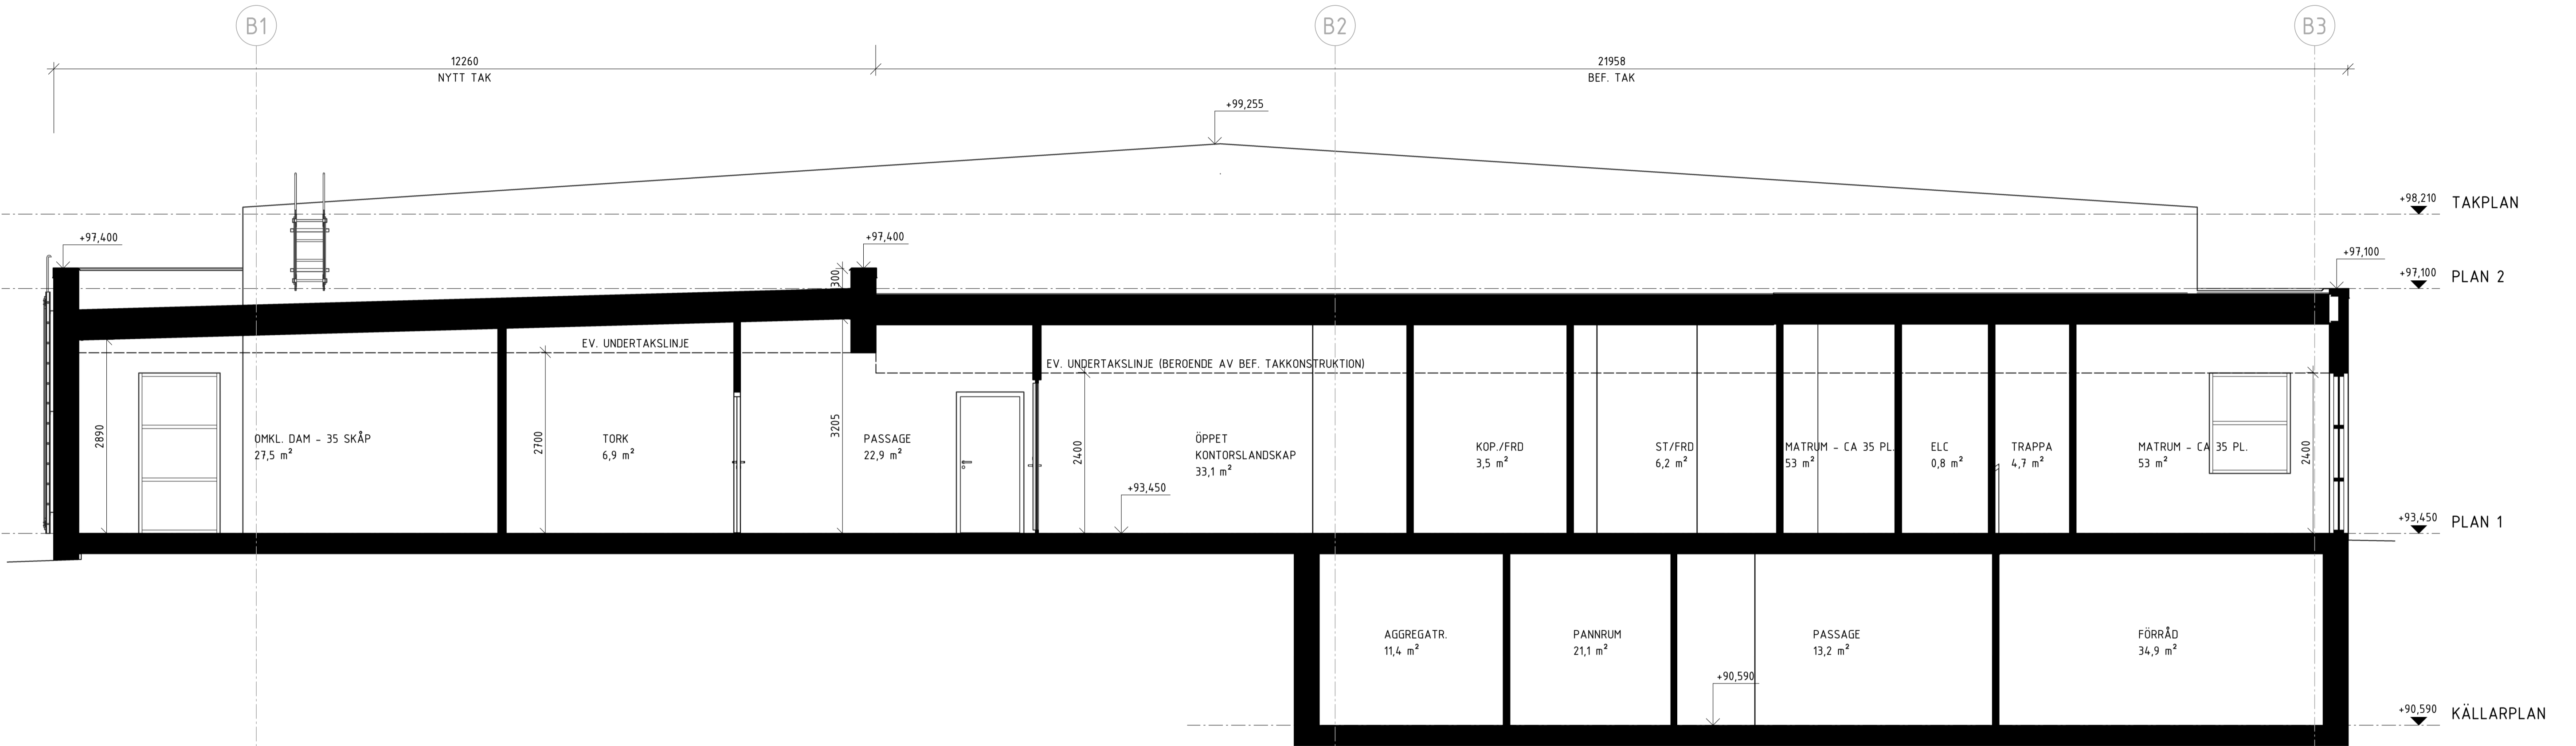 B1
B2
B3
12260
NYTT TAK
21958
BEF. TAK
+99,255
+98,210 TAKPLAN
+97,400
+97,400
+97,100
300
+97,100 PLAN 2
EV. UNDERTAKSLINJE
EV. UNDERTAKSLINJE (BEROENDE AV BEF. TAKKONSTRUKTION)
2890
OMKL. DAM - 35 SKÅP
27,5 m²
2700
TORK
6,9 m²
3205
PASSAGE
22,9 m²
2400
ÖPPET
KONTORSLANDSKAP
33,1 m²
+93,450
KOP./FRD
3,5 m²
ST/FRD
6,2 m²
MATRUM - CA 35 PL.
53 m²
ELC
0,8 m²
TRAPPA
4,7 m²
MATRUM - CA 35 PL.
53 m²
2400
+93,450 PLAN 1
AGGREGATR.
11,4 m²
PANNRUM
21,1 m²
PASSAGE
13,2 m²
FÖRRÅD
34,9 m²
+90,590
+90,590 KÄLLARPLAN